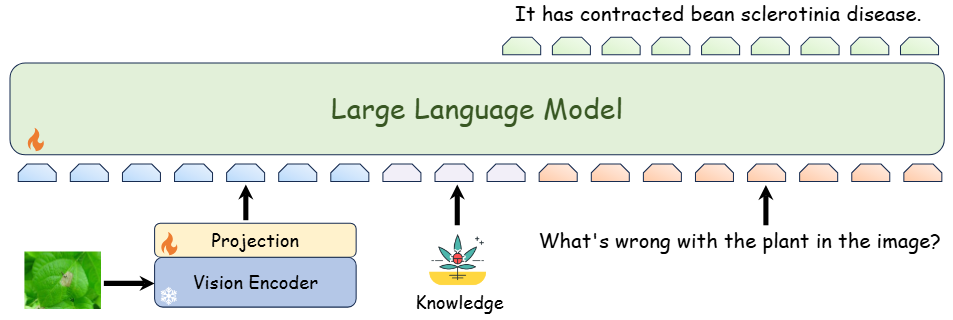 It has contracted bean sclerotinia disease.
Large Language Model
Projection
Vision Encoder
Knowledge
What's wrong with the plant in the image?